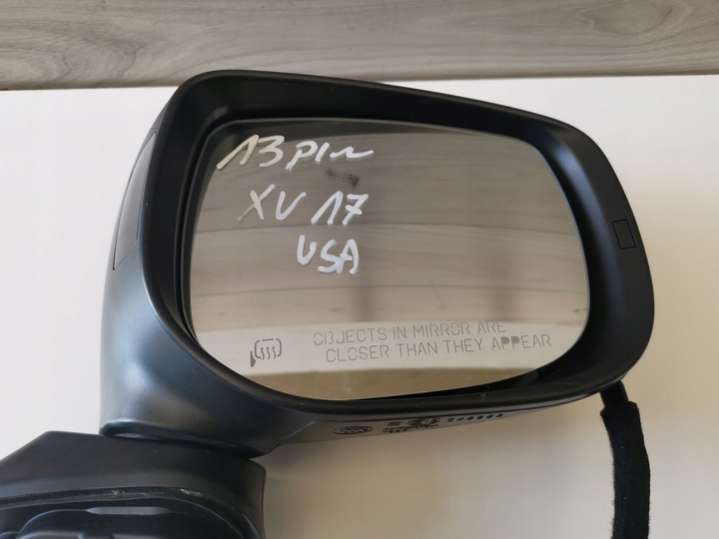 13 pin
XV 17
USA
OBJECTS IN MIRROR ARE
CLOSER THAN THEY APPEAR